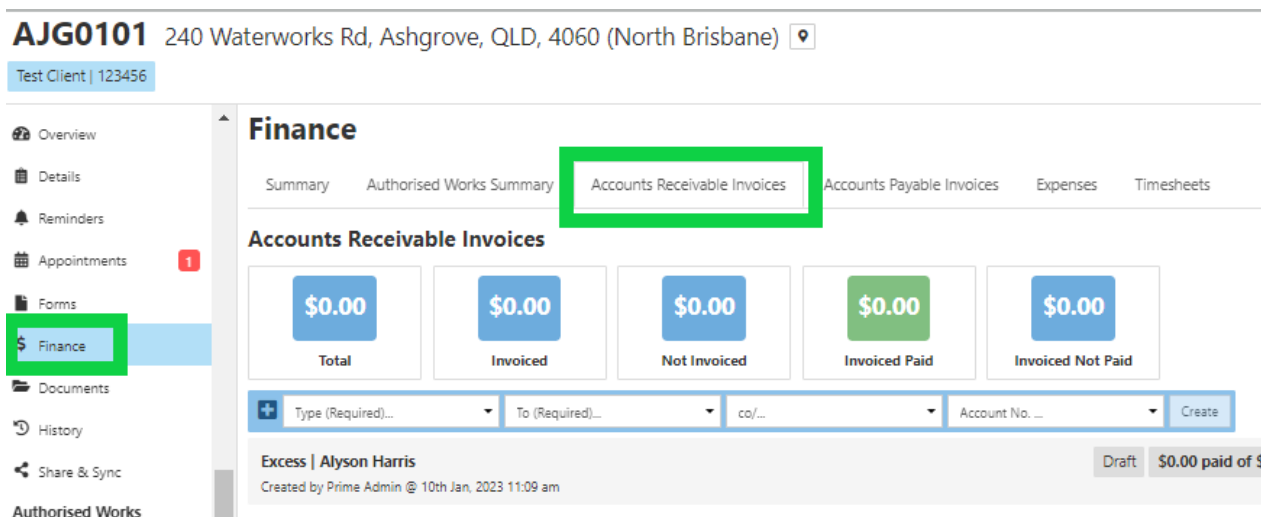 AJG0101 240 Waterworks Rd, Ashgrove, QLD, 4060 (North Brisbane)
Test Client | 123456
Overview
Details
Reminders
Appointments 1
Forms
$ Finance
Documents
History
Share & Sync
Authorised Works
Finance
Summary Authorised Works Summary Accounts Receivable Invoices Accounts Payable Invoices Expenses Timesheets
Accounts Receivable Invoices
$0.00 $0.00 $0.00 $0.00 $0.00
Total Invoiced Not Invoiced Invoiced Paid Invoiced Not Paid
Type (Required)... To (Required)... co/... Account No. ... Create
Excess | Alyson Harris Draft $0.00 paid of $
Created by Prime Admin @ 10th Jan, 2023 11:09 am